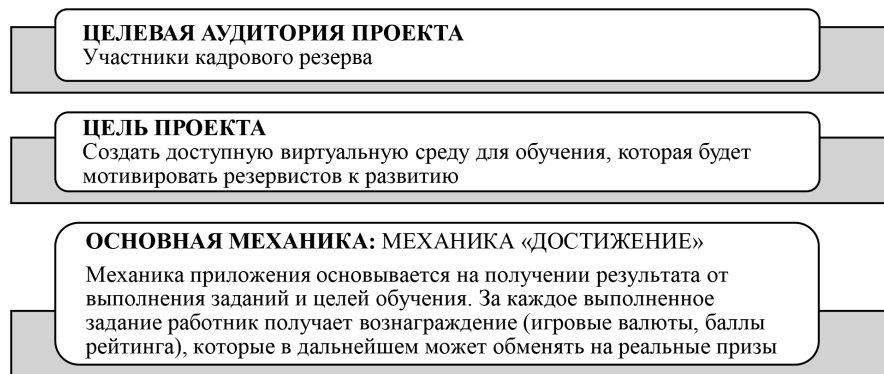 ЦЕЛЕВАЯ АУДИТОРИЯ ПРОЕКТА
Участники кадрового резерва
ЦЕЛЬ ПРОЕКТА
Создать доступную виртуальную среду для обучения, которая будет
мотивировать резервистов к развитию
ОСНОВНАЯ МЕХАНИКА: МЕХАНИКА «ДОСТИЖЕНИЕ»
Механика приложения основывается на получении результата от
выполнения заданий и целей обучения. За каждое выполненное
задание работник получает вознаграждение (игровые валюты, баллы
рейтинга), которые в дальнейшем может обменять на реальные призы